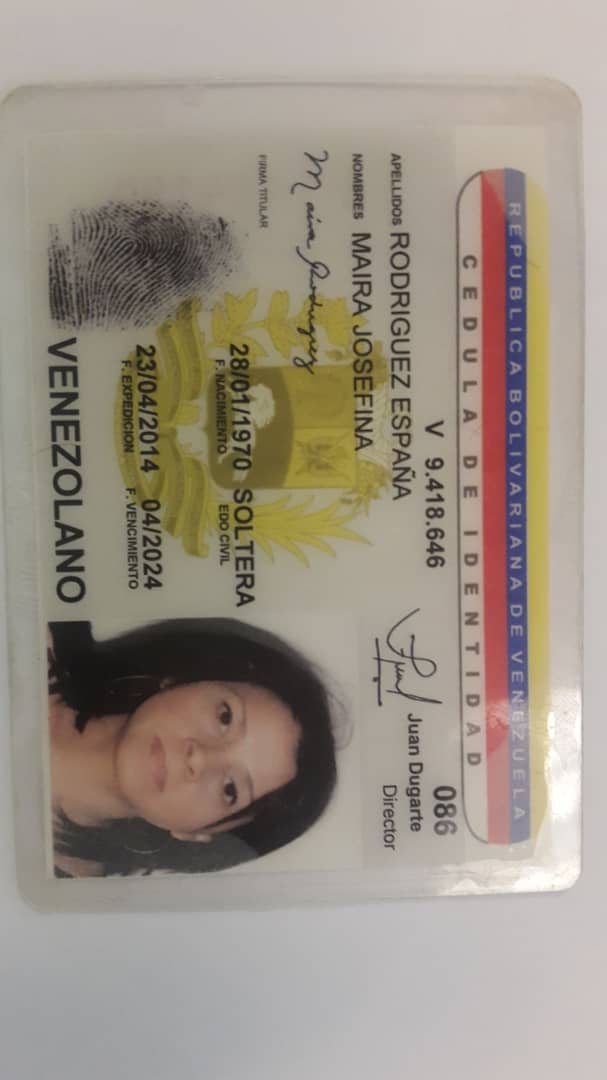 REPUBLICA BOLIVARIANA DE VENEZUELA
CEDULA DE IDENTIDAD
V 9.418.646
086
APELLIDOS RODRIGUEZ ESPAÑA
Juan Dugarte
Director
NOMBRES MAIRA JOSEFINA
Maira Rodriguez
FIRMA TITULAR
28/01/1970 SOLTERA
F. NACIMIENTO EDO CIVIL
23/04/2014 04/2024
F. EXPEDICION F. VENCIMIENTO
VENEZOLANO